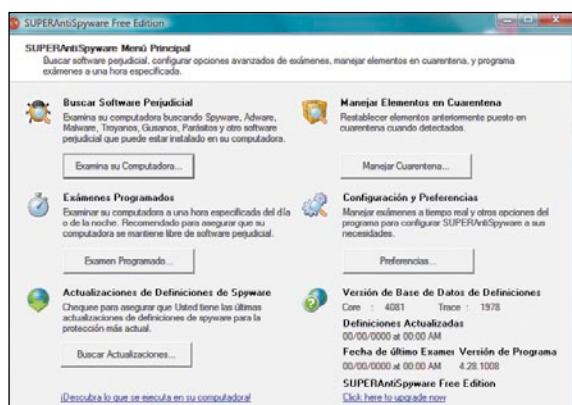 SUPERAntiSpyware Free Edition
SUPERAntiSpyware Menú Principal
Buscar software perjudicial, configurar opciones avanzados de exámenes, manejar elementos en cuarentena, y programa
exámenes a una hora especificada.
Buscar Software Perjudicial
Examina su computadora buscando Spyware, Adware,
Malware, Troyanos, Gusanos, Parástos y otro software
perjudicial que puede estar instalado en su computadora.
Examina su Computadora...
Exámenes Programados
Examinar su computadora a una hora especificada del día
o de la noche. Recomendado para asegurar que su
computadora se mantiene libre de software perjudicial.
Examen Programado...
Actualizaciones de Definiciones de Spyware
Chequee para asegurar que Usted tiene las últimas
actualizaciones de definiciones de spyware para la
protección más actual.
Buscar Actualizaciones...
¡Descubra lo que se executa en su computadora!
Manejar Elementos en Cuarentena
Restablecer elementos anteriormente puesto en
cuarentena cuando detectados.
Manejar Cuarentena...
Configuración y Preferencias
Manejar exámenes a tiempo real y otros opciones del
programa para configurar SUPERAntiSpyware a sus
necesidades.
Preferencias...
Versión de Base de Datos de Definiciones
Core : 4081 Trace : 1978
Definiciones Actualizadas
00/00/0000 at 00:00 AM
Fecha de último Examen Versión de Programa
00/00/0000 at 00:00 AM 4.28.1008
SUPERAntiSpyware Free Edition
Click here to upgrade now